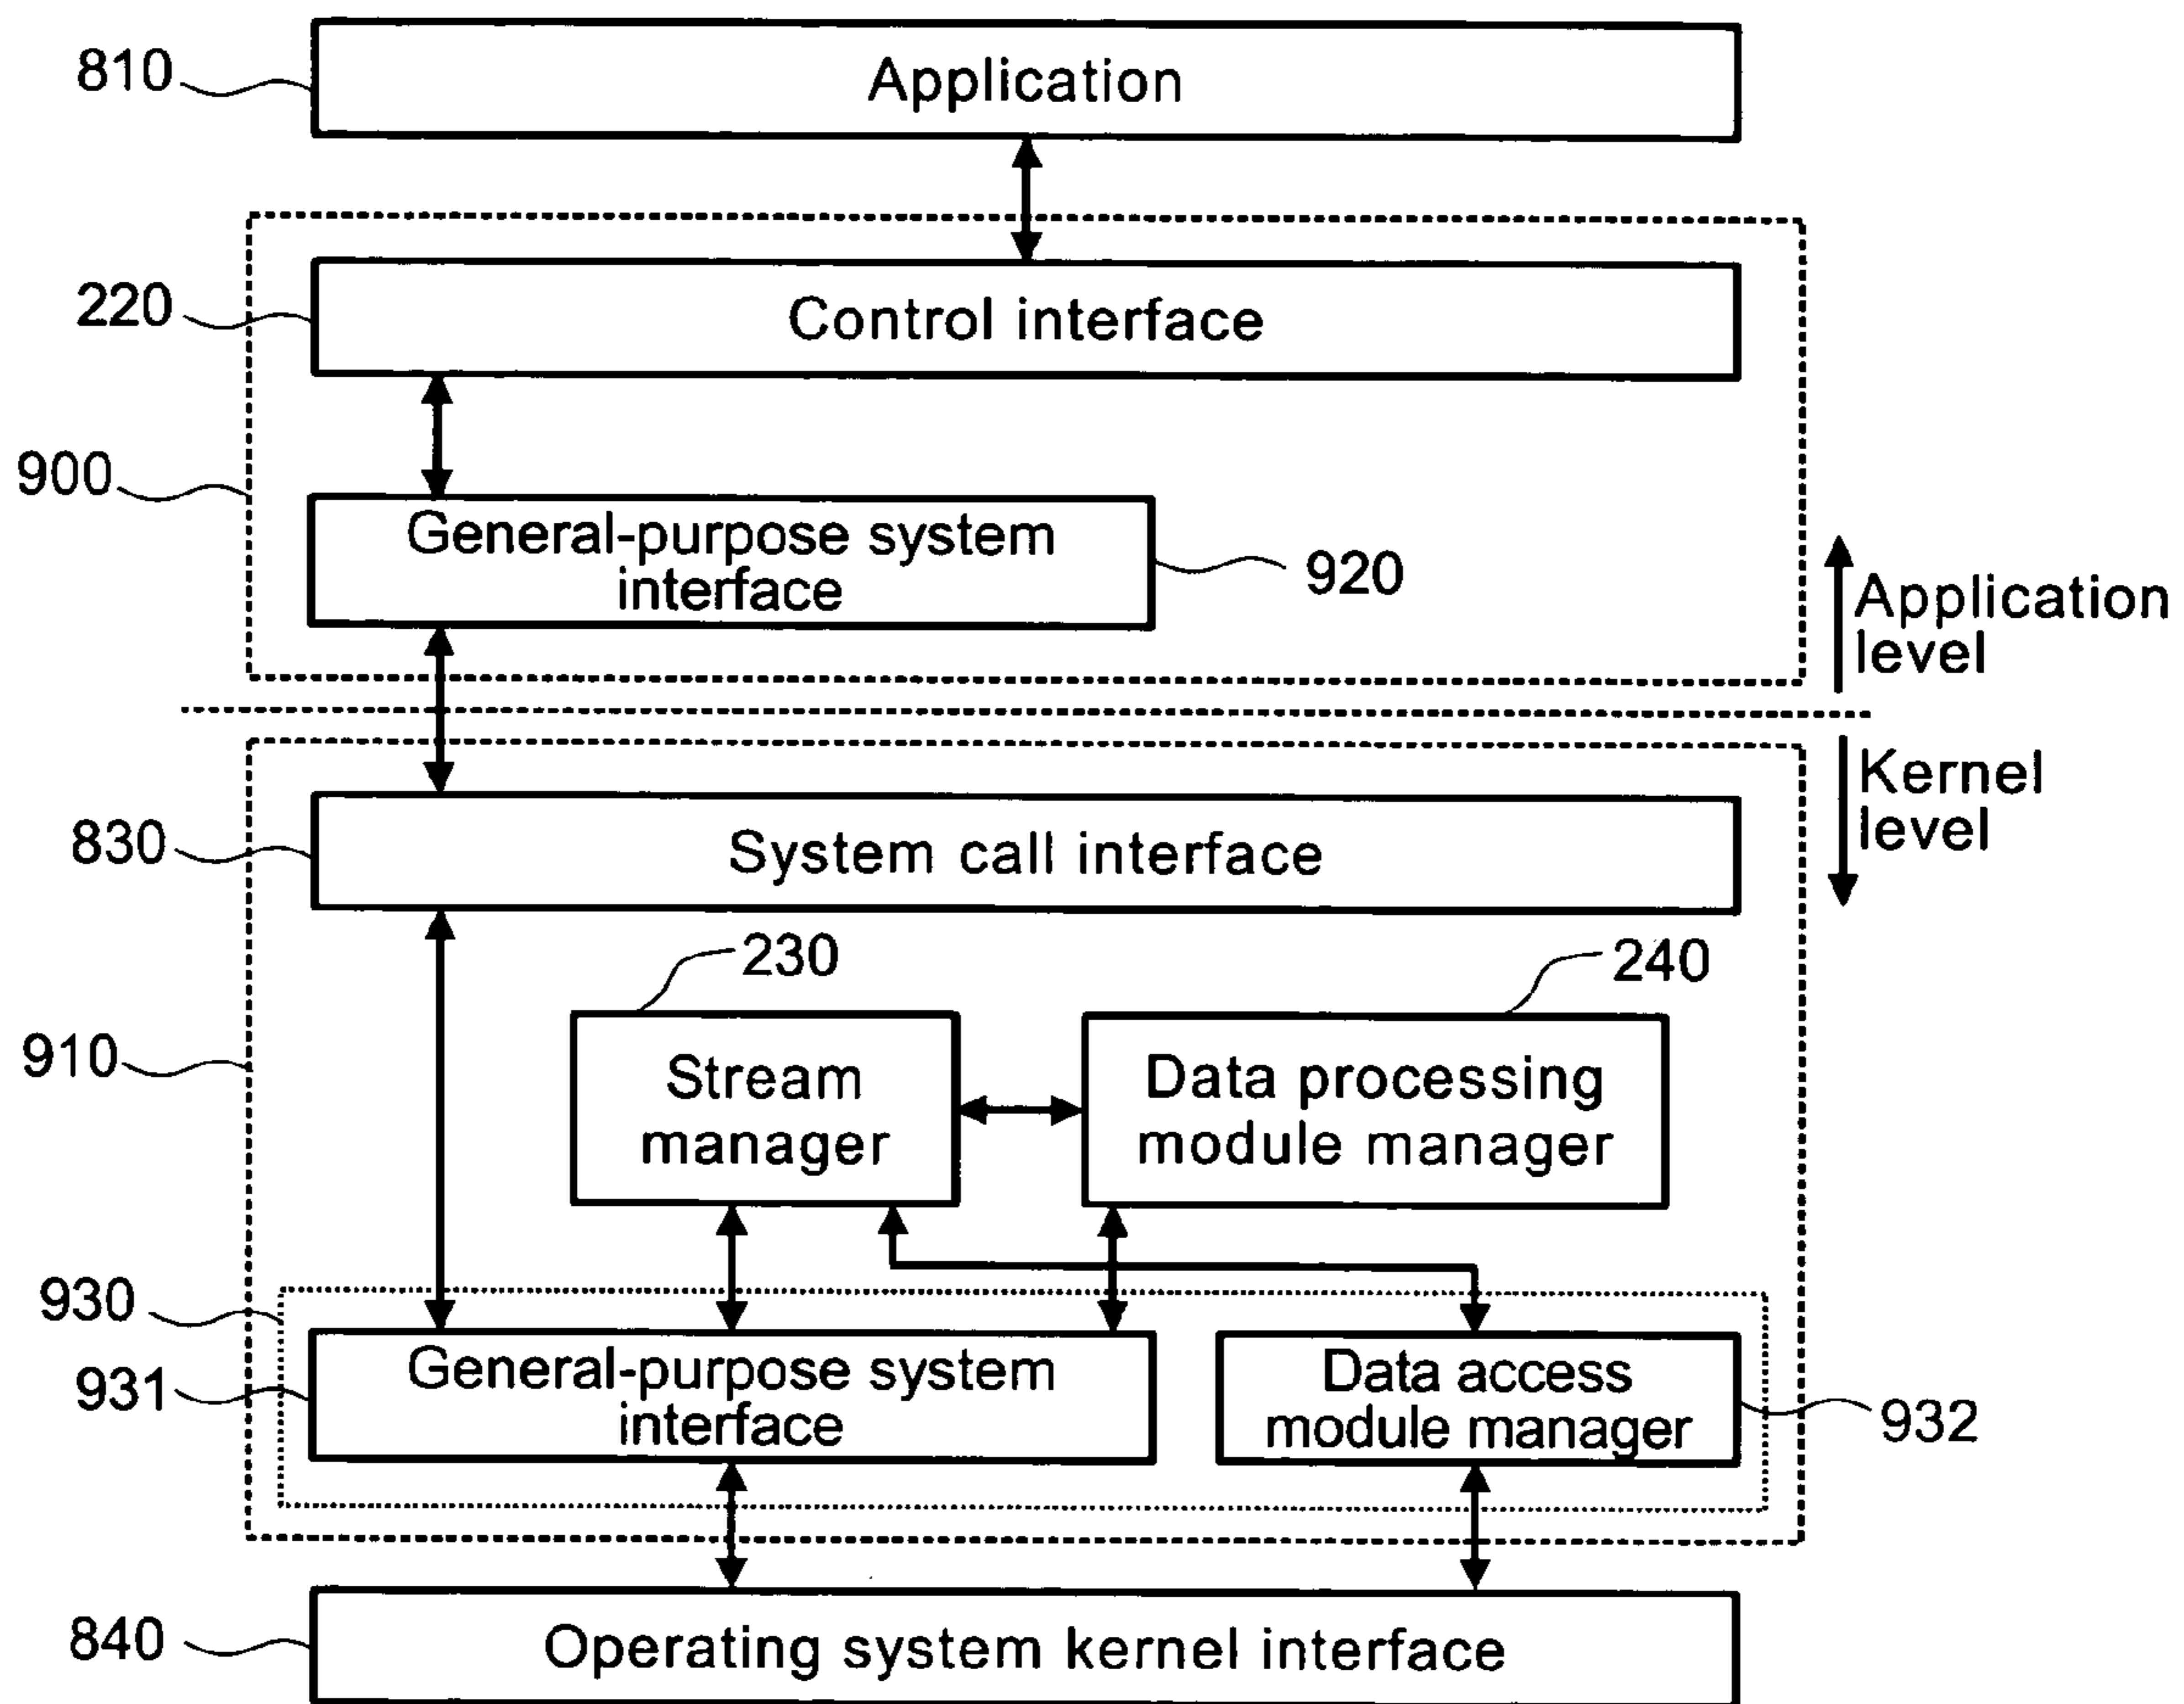 810
Application
220
Control interface
900
General-purpose system
interface
920
Application
level
Kernel
level
830
System call interface
230
240
910
Stream
manager
Data processing
module manager
930
931
General-purpose system
interface
Data access
module manager
932
840
Operating system kernel interface